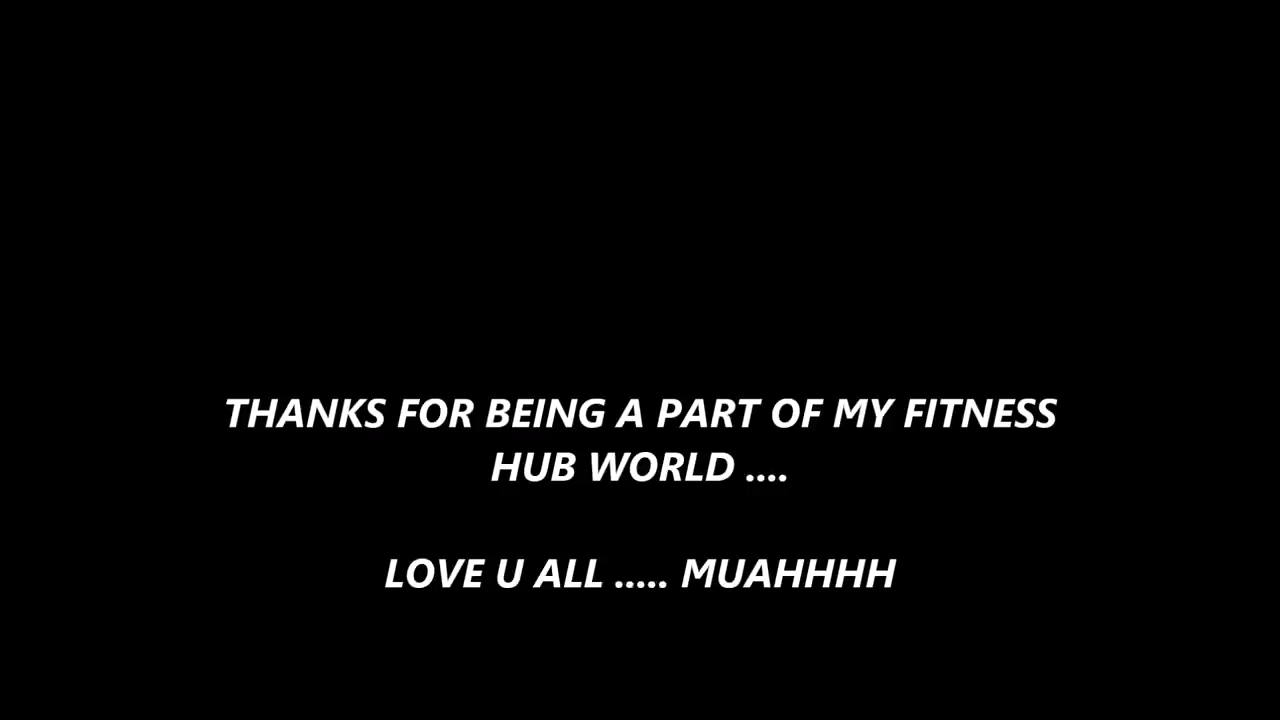 THANKS FOR BEING A PART OF MY FITNESS
HUB WORLD ....
LOVE U ALL ..... MUAHHHH